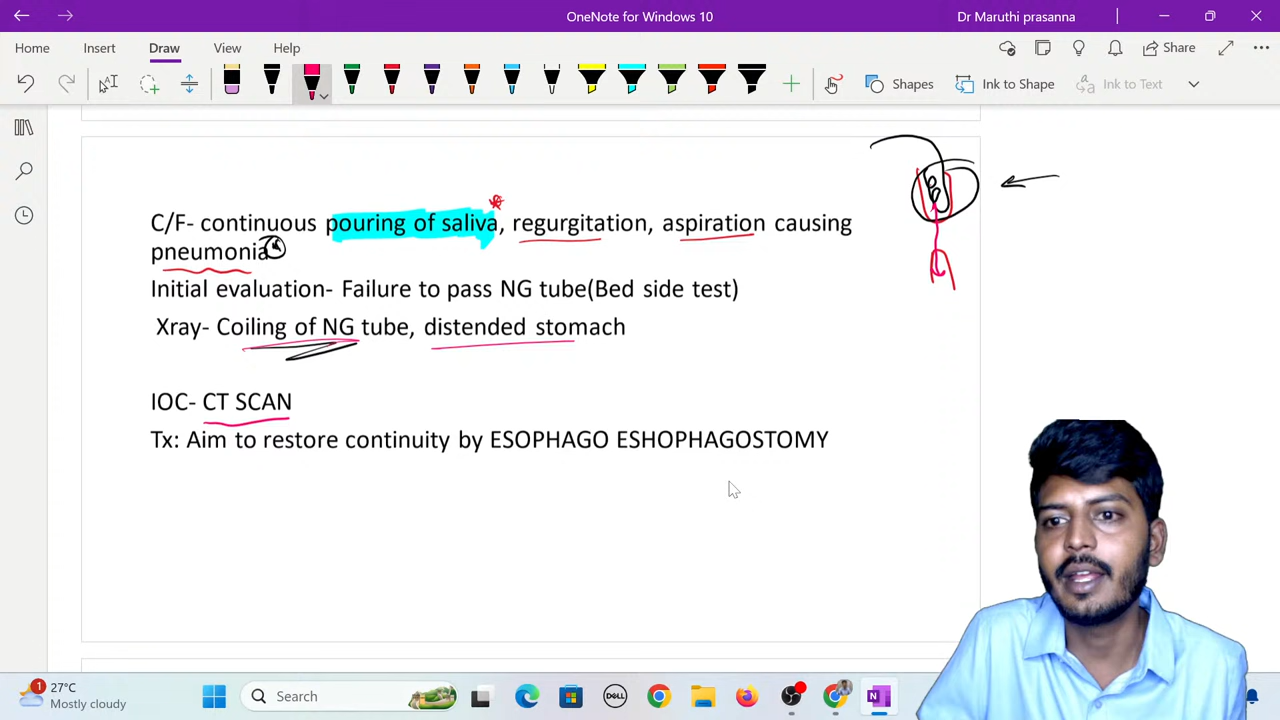 OneNote for Windows 10
Dr Maruthi prasanna
Home Insert Draw View Help
Share
Shapes
Ink to Shape
Ink to Text
C/F- continuous pouring of saliva, regurgitation, aspiration causing
pneumonia
Initial evaluation- Failure to pass NG tube(Bed side test)
Xray- Coiling of NG tube, distended stomach
IOC- CT SCAN
Tx: Aim to restore continuity by ESOPHAGO ESHOPHAGOSTOMY
1
27°C
Mostly cloudy
Search
DELL